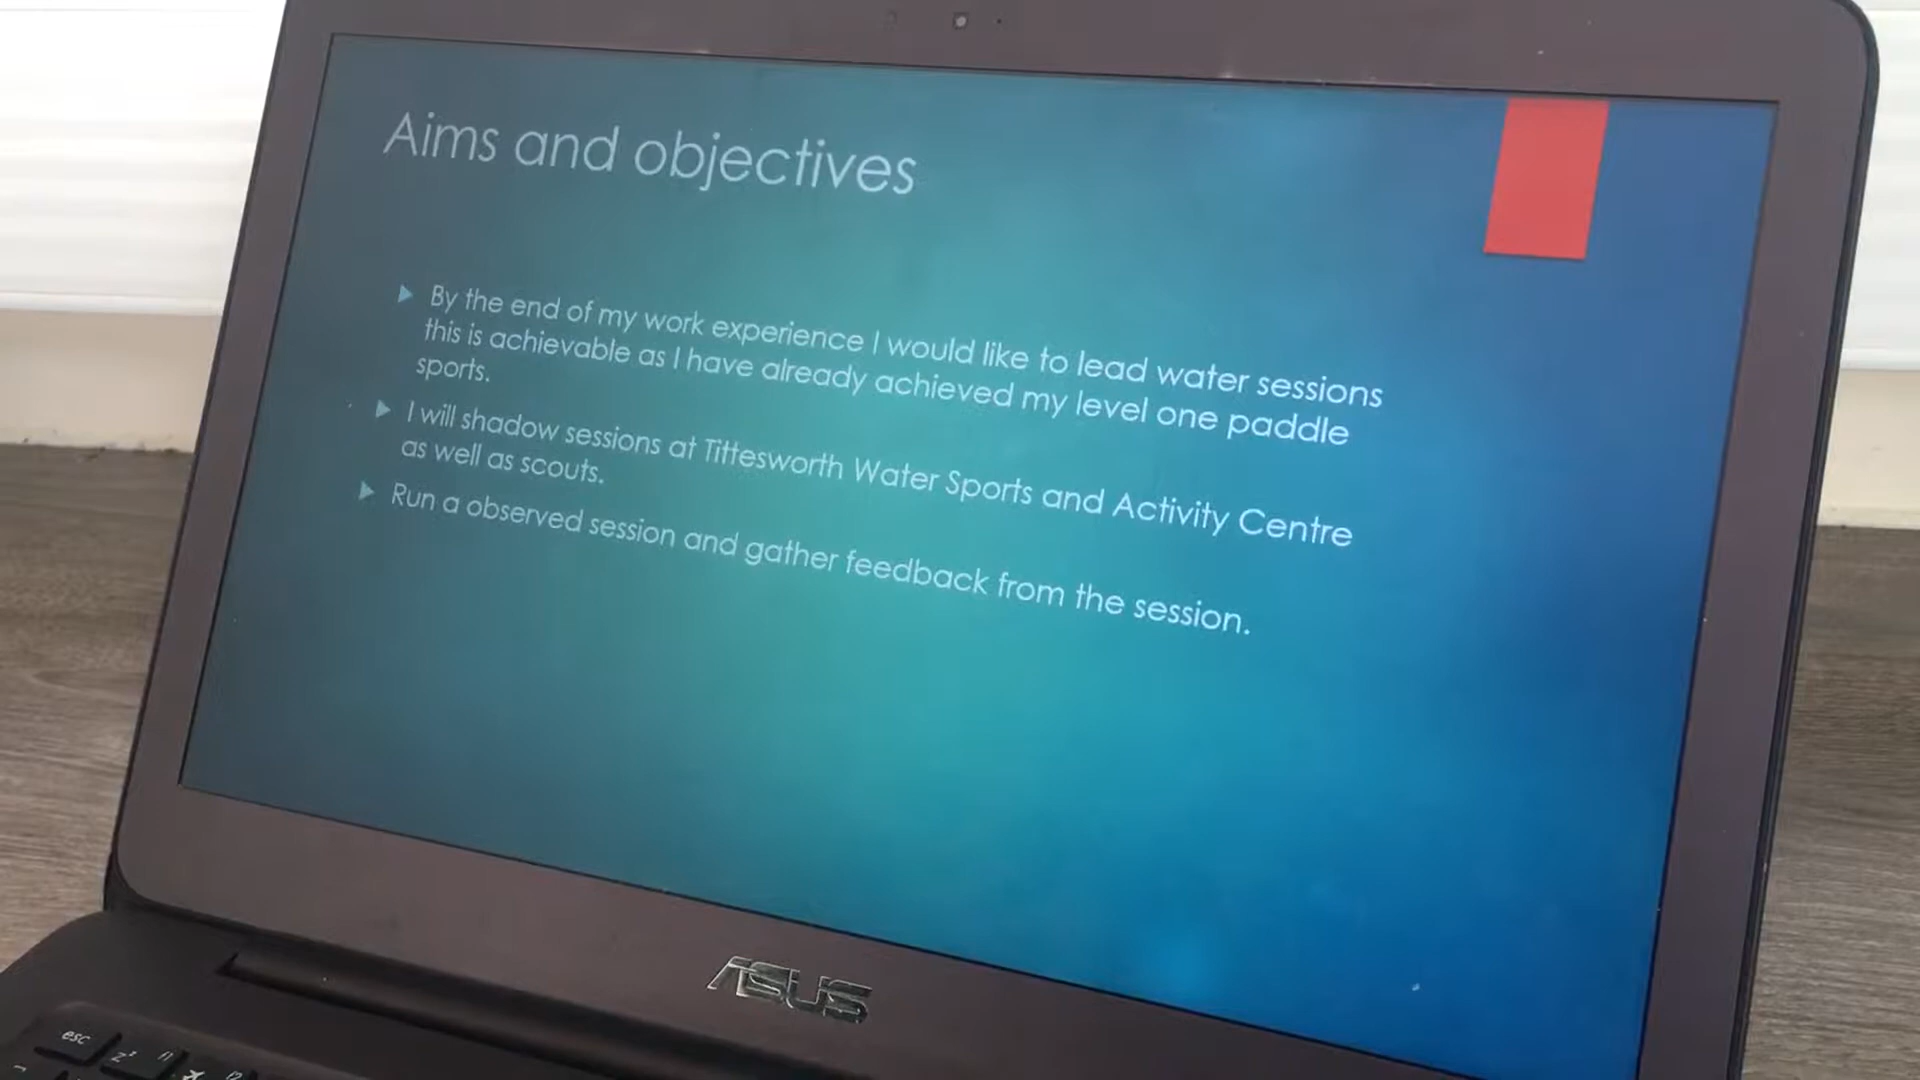 Aims and objectives
By the end of my work experience I would like to lead water sessions
this is achievable as I have already achieved my level one paddle
sports.
I will shadow sessions at Tittesworth Water Sports and Activity Centre
as well as scouts.
Run a observed session and gather feedback from the session.
ASUS
esc
f1